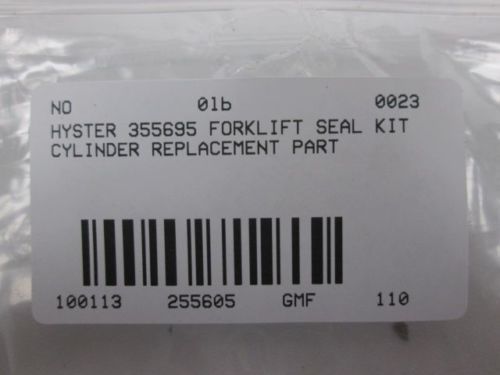 NO 0lb 0023
HYSTER 355695 FORKLIFT SEAL KIT
CYLINDER REPLACEMENT PART
100113 255605 GMF 110